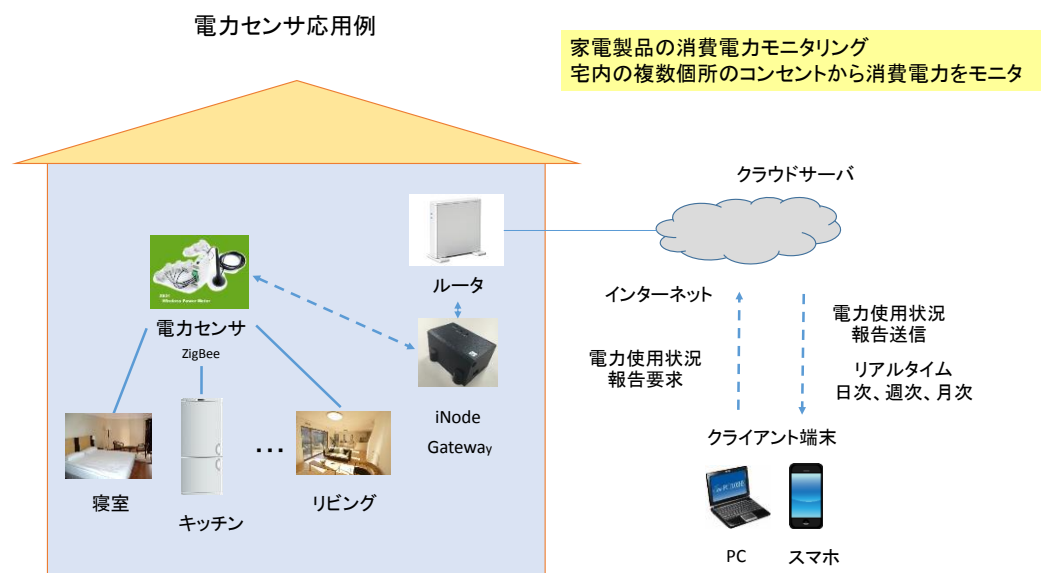 電力センサ応用例
家電製品の消費電力モニタリング
宅内の複数個所のコンセントから消費電力をモニタ
クラウドサーバ
ルータ
インターネット
電力センサ
ZigBee
電力使用状況
報告送信
リアルタイム
日次、週次、月次
電力使用状況
報告要求
iNode
Gateway
クライアント端末
寝室
キッチン
…
リビング
PC
スマホ